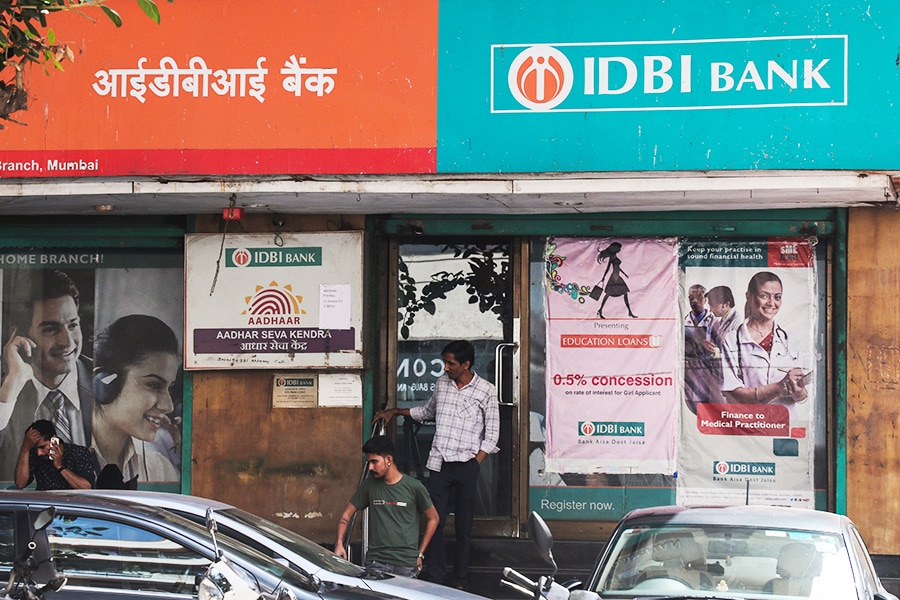 आईडीबीआई बैंक
IDBI BANK
Branch, Mumbai
HOME BRANCH!
IDBI BANK
AADHAAR
AADHAR SEVA KENDRA
आधार सेवा केंद्र
IDBI BANK
Presenting
EDUCATION LOANS
0.5% concession
on rate of interest for Girl Applicant
IDBI BANK
Bank Aisa Dost Jaisa
Keep your practise in
sound financial health
Finance to
Medical Practitioner
IDBI BANK
Bank Aisa Dost Jaisa
Register now.